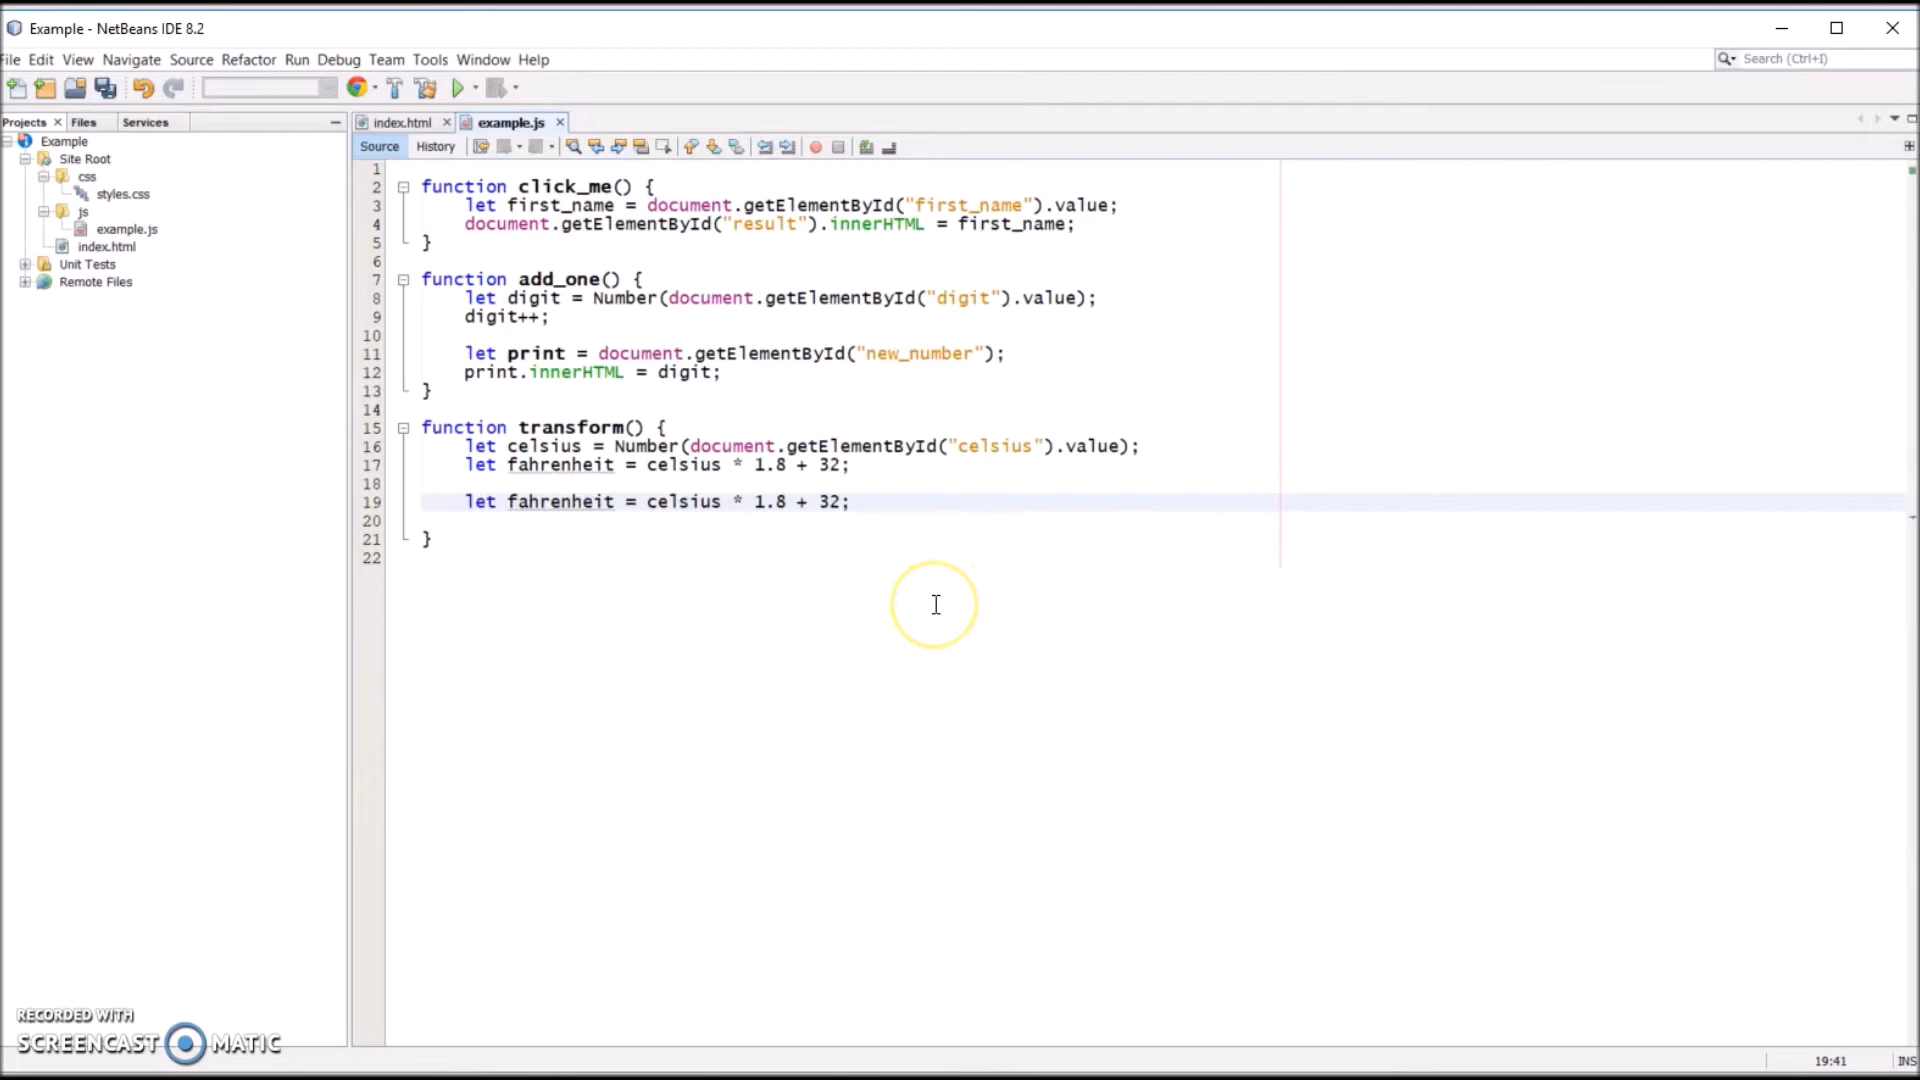 Example - NetBeans IDE 8.2
File Edit View Navigate Source Refactor Run Debug Team Tools Window Help
Search (Ctrl+I)
Projects Files Services
index.html example.js
Source History
Example
Site Root
css
styles.css
js
example.js
index.html
Unit Tests
Remote Files
1
2 function click_me() {
3 let first_name = document.getElementById("first_name").value;
4 document.getElementById("result").innerHTML = first_name;
5 }
6
7 function add_one() {
8 let digit = Number(document.getElementById("digit").value);
9 digit++;
10
11 let print = document.getElementById("new_number");
12 print.innerHTML = digit;
13 }
14
15 function transform() {
16 let celsius = Number(document.getElementById("celsius").value);
17 let fahrenheit = celsius * 1.8 + 32;
18
19 let fahrenheit = celsius * 1.8 + 32;
20
21 }
22
RECORDED WITH
SCREENCAST MATIC
19:41 INS